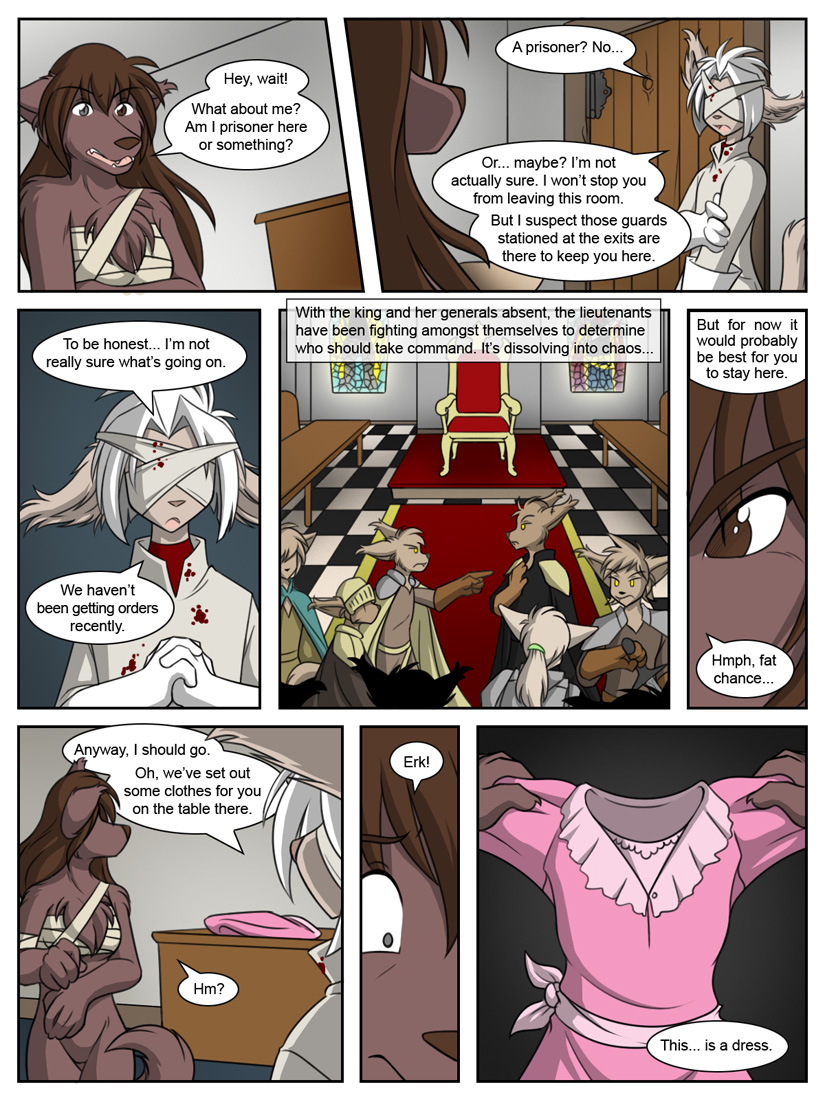 Hey, wait!
What about me?
Am I prisoner here
or something?
A prisoner? No...
Or... maybe? I'm not
actually sure. I won't stop you
from leaving this room.
But I suspect those guards
stationed at the exits are
there to keep you here.
To be honest... I'm not
really sure what's going on.
We haven't
been getting orders
recently.
With the king and her generals absent, the lieutenants
have been fighting amongst themselves to determine
who should take command. It's dissolving into chaos...
But for now it
would probably
be best for you
to stay here.
Hmph, fat
chance...
Anyway, I should go.
Oh, we've set out
some clothes for you
on the table there.
Hm?
Erk!
This... is a dress.